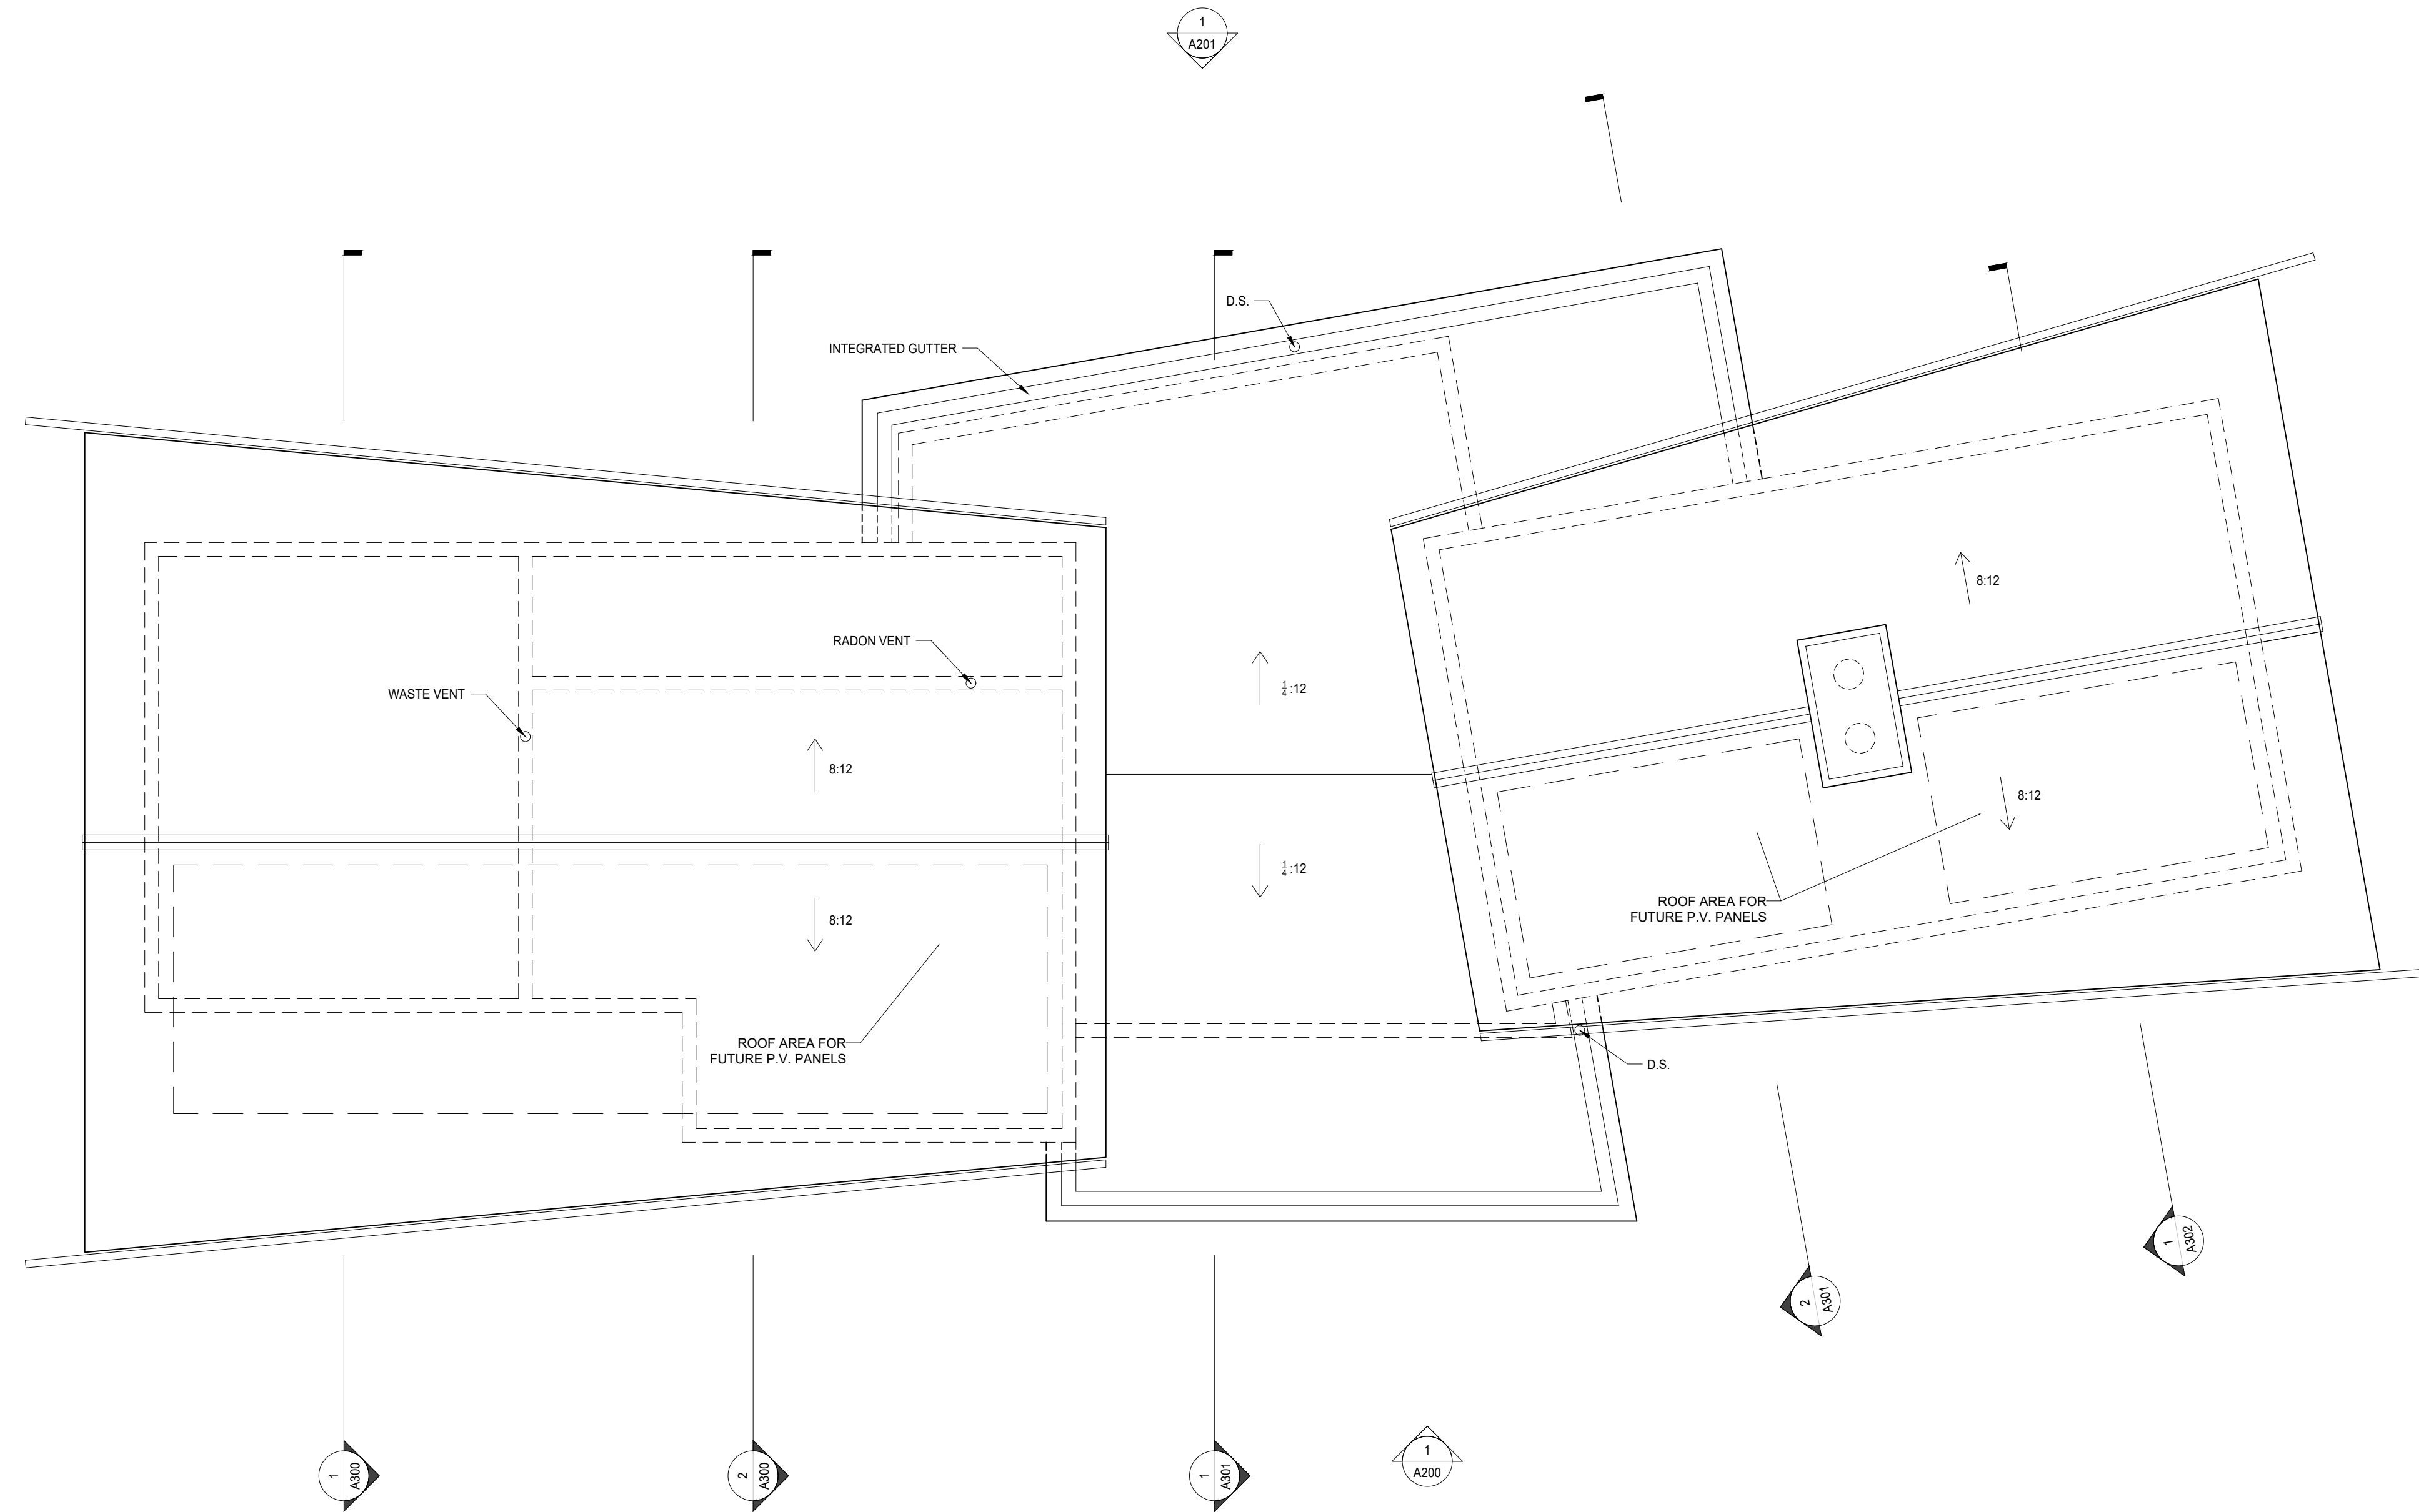 1
A201
D.S.
INTEGRATED GUTTER
8:12
RADON VENT
WASTE VENT
1/4:12
8:12
8:12
1/4:12
8:12
ROOF AREA FOR
FUTURE P.V. PANELS
ROOF AREA FOR
FUTURE P.V. PANELS
D.S.
1
A302
2
A301
1
A300
2
A300
1
A301
1
A200